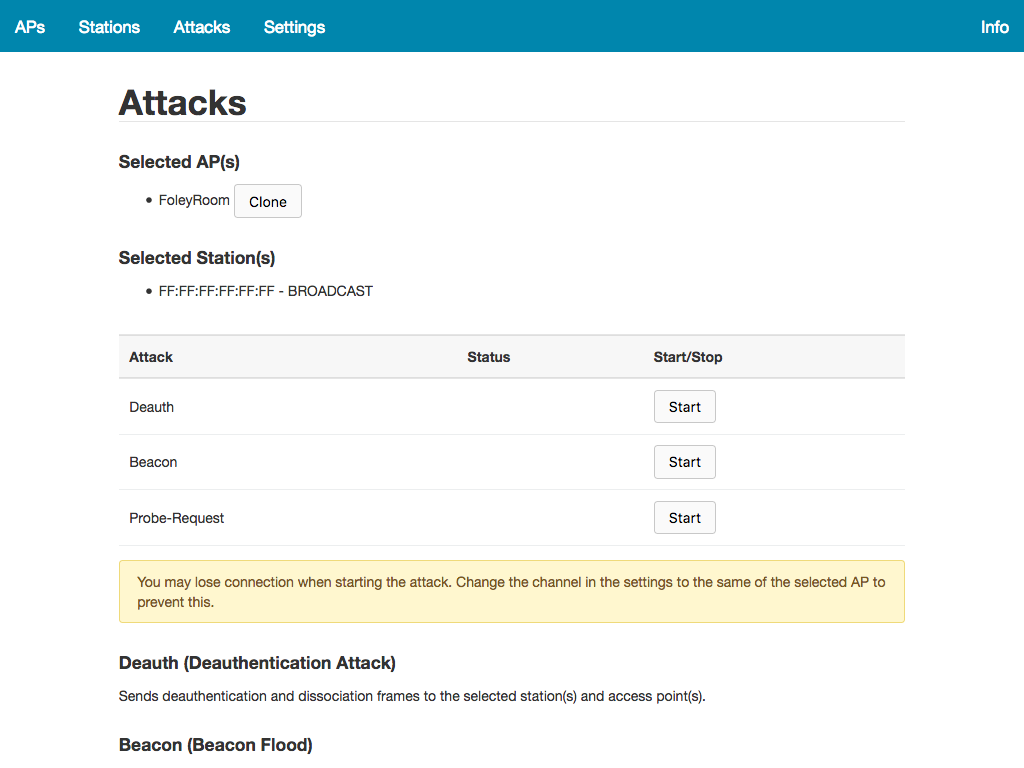 APs Stations Attacks Settings Info
Attacks
Selected AP(s)
• FoleyRoom Clone
Selected Station(s)
• FF:FF:FF:FF:FF:FF - BROADCAST
Attack Status Start/Stop
Deauth Start
Beacon Start
Probe-Request Start
You may lose connection when starting the attack. Change the channel in the settings to the same of the selected AP to
prevent this.
Deauth (Deauthentication Attack)
Sends deauthentication and dissociation frames to the selected station(s) and access point(s).
Beacon (Beacon Flood)